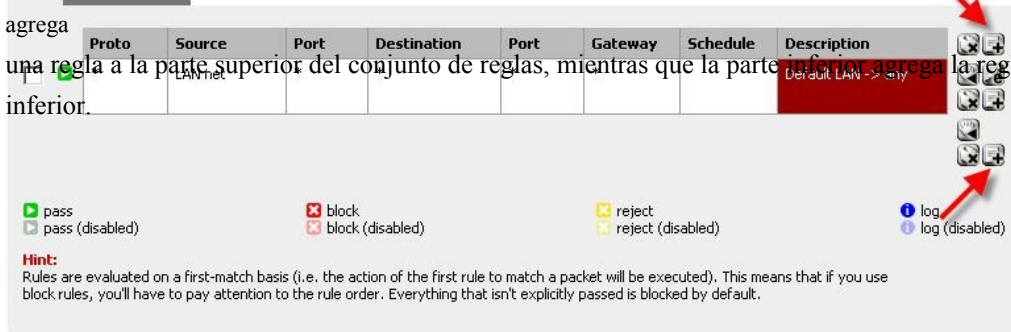 agrega
Proto Source Port Destination Port Gateway Schedule Description
una regla a la parte superior del conjunto de reglas, mientras que la parte inferior agrega la reg
* LAN net * * * * Default LAN -> any
inferior.
pass block reject log
pass (disabled) block (disabled) reject (disabled) log (disabled)
Hint:
Rules are evaluated on a first-match basis (i.e. the action of the first rule to match a packet will be executed). This means that if you use
block rules, you'll have to pay attention to the rule order. Everything that isn't explicitly passed is blocked by default.